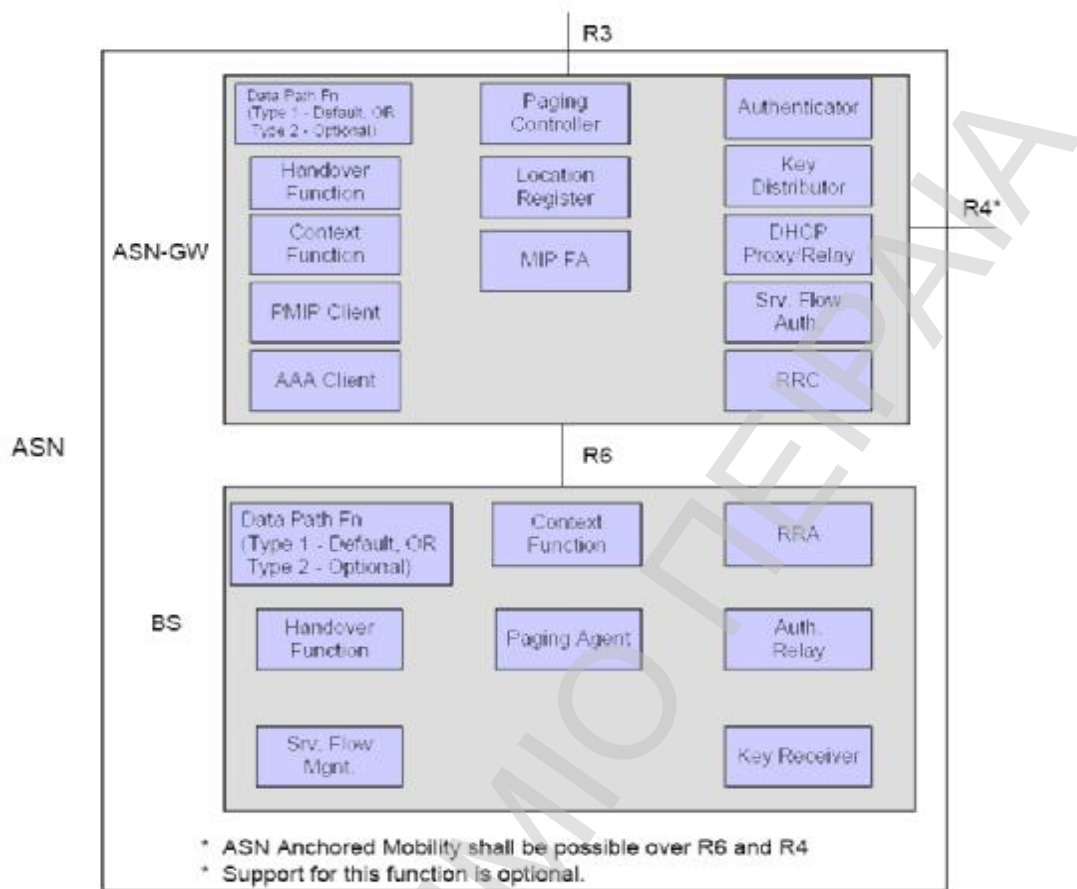 R3
Data Path Fn
(Type 1 - Default, OR
Type 2 - Optional)
Handover
Function
Context
Function
PMIP Client
AAA Client
Paging
Controller
Location
Register
MIP FA
Authenticator
Key
Distributor
DHCP
Proxy/Relay
Srv. Flow
Auth.
RRC
R4*
ASN-GW
ASN
R6
Data Path Fn
(Type 1 - Default, OR
Type 2 - Optional)
Context
Function
RRA
BS
Handover
Function
Paging Agent
Auth.
Relay
Srv. Flow
Mgnt.
Key Receiver
* ASN Anchored Mobility shall be possible over R6 and R4
* Support for this function is optional.
ΜΙΟ ΠΕΙΡΑΙΑ